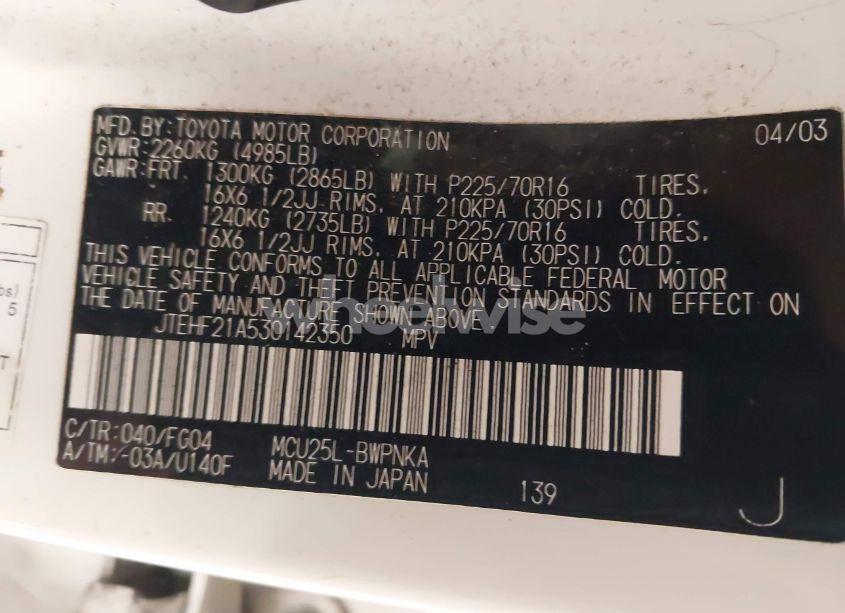 MFD. BY: TOYOTA MOTOR CORPORATION 04/03
GVWR: 2260KG (4985LB)
GAWR: FRT. 1300KG (2865LB) WITH P225/70R16 TIRES,
16X6 1/2JJ RIMS, AT 210KPA (30PSI) COLD.
RR. 1240KG (2735LB) WITH P225/70R16 TIRES,
16X6 1/2JJ RIMS, AT 210KPA (30PSI) COLD.
THIS VEHICLE CONFORMS TO ALL APPLICABLE FEDERAL MOTOR
VEHICLE SAFETY AND THEFT PREVENTION STANDARDS IN EFFECT ON
THE DATE OF MANUFACTURE SHOWN ABOVE.
wheelwise
JTEHF21A530142350 MPV
C/TR: 040/FG04 MCU25L-BWPNKA
A/TM: -03A/U140F MADE IN JAPAN 139
J
5
T